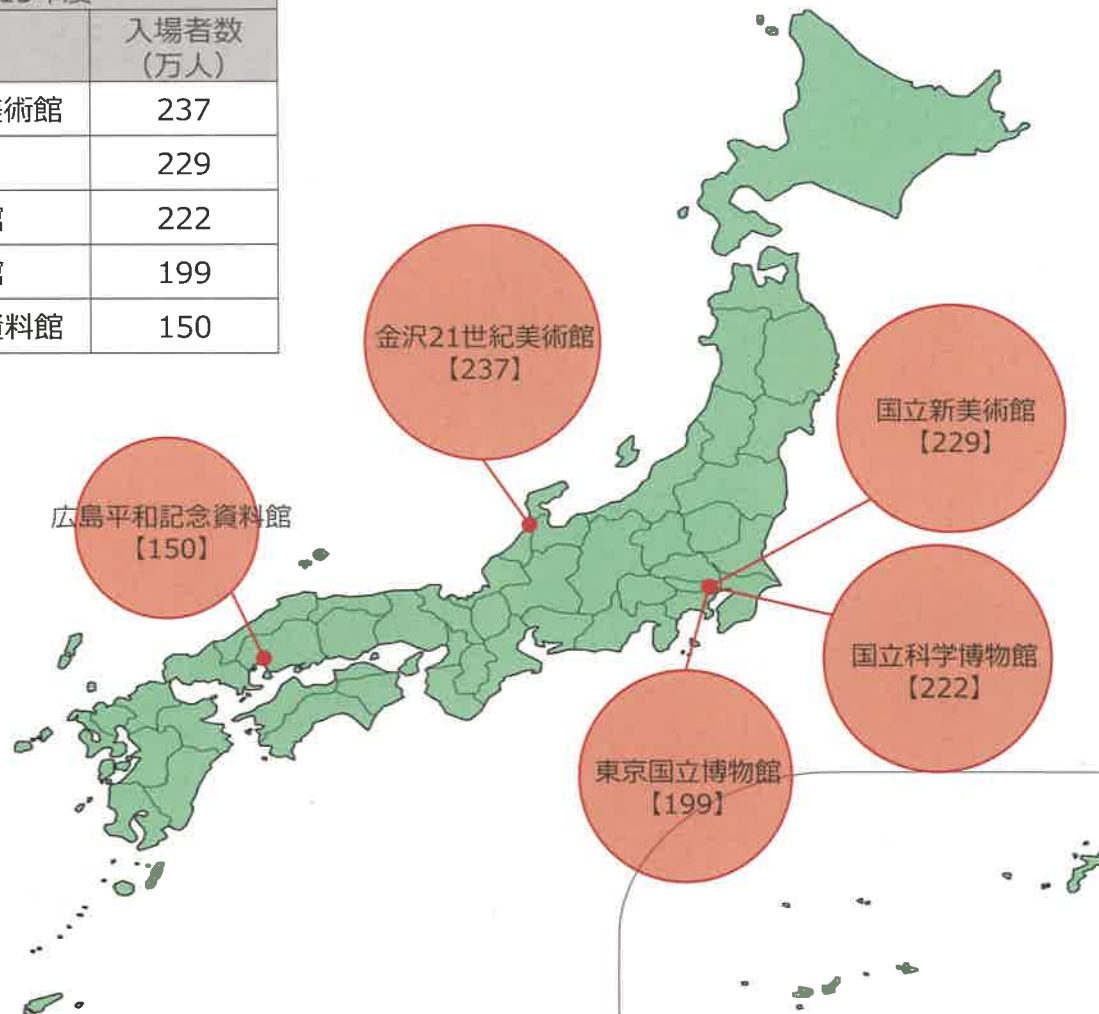 年度
入場者数
(万人)
術館 237
229
222
館 199
料館 150
金沢21世紀美術館
【237】
国立新美術館
【229】
広島平和記念資料館
【150】
国立科学博物館
【222】
東京国立博物館
【199】